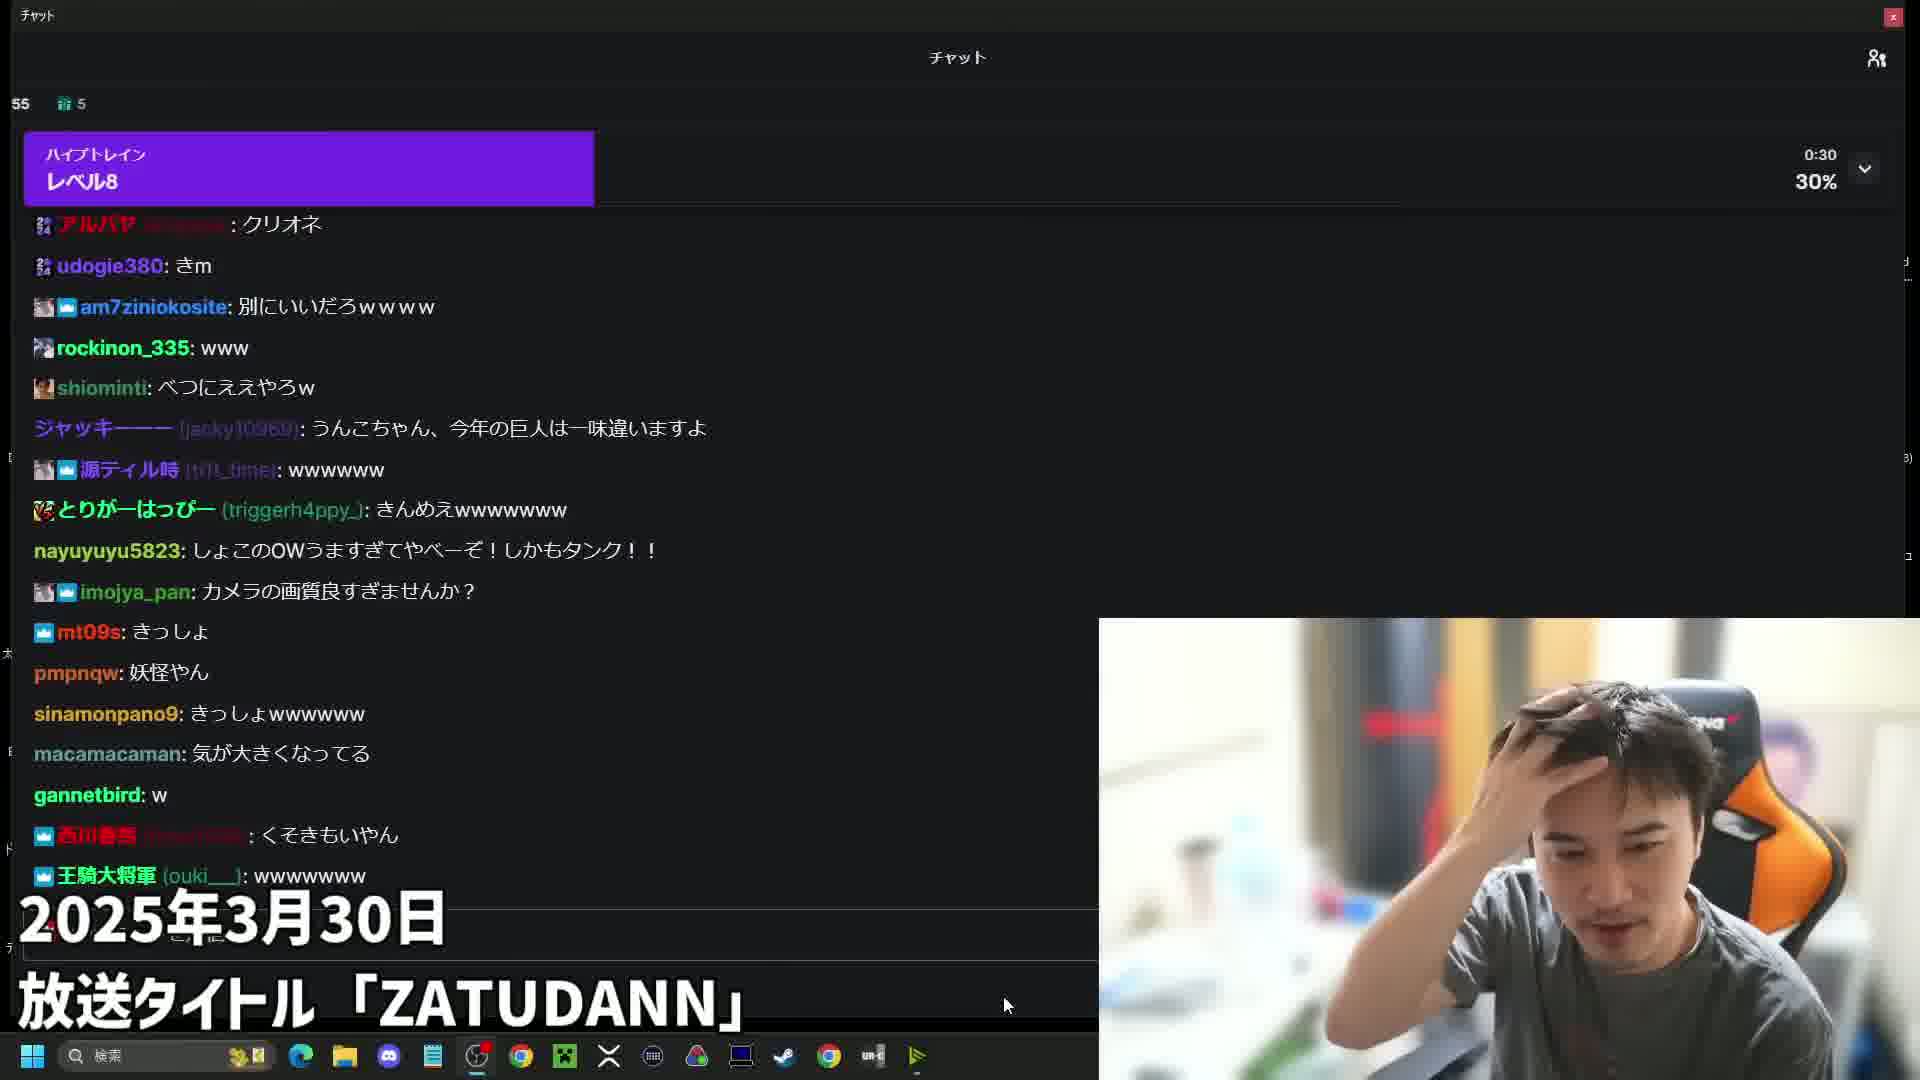 チャット
チャット
55 5
ハイプトレイン
レベル8
0:30
30%
アルパヤ : クリオネ
udogie380: きm
am7ziniokosite: 別にいいだろｗｗｗｗ
rockinon_335: www
shiominti: べつにええやろw
ジャッキーーー (jacky10969): うんこちゃん、今年の巨人は一味違いますよ
源ティル時 : wwwwww
とりがーはっぴー (triggerh4ppy_): きんめえwwwwwww
nayuyuyu5823: しょこのOWうますぎてやべーぞ！しかもタンク！！
imojya_pan: カメラの画質良すぎませんか？
mt09s: きっしょ
pmpnqw: 妖怪やん
sinamonpano9: きっしょwwwwww
macamacaman: 気が大きくなってる
gannetbird: w
: くそきもいやん
王騎大将軍 (ouki___): wwwwwww
2025年3月30日
放送タイトル「ZATUDANN」
検索